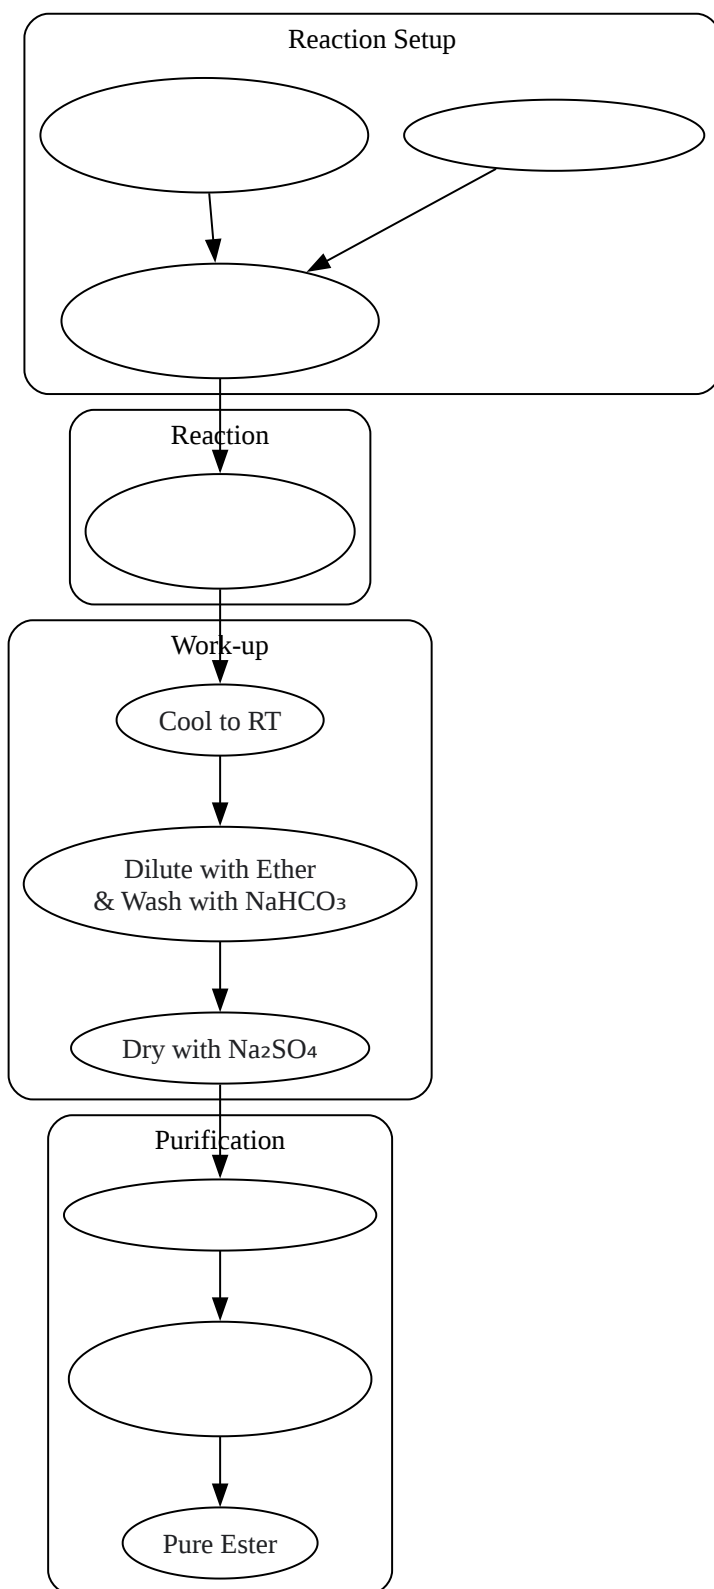 Reaction Setup
Reaction
Work-up
Cool to RT
Dilute with Ether
& Wash with NaHCO₃
Dry with Na₂SO₄
Purification
Pure Ester